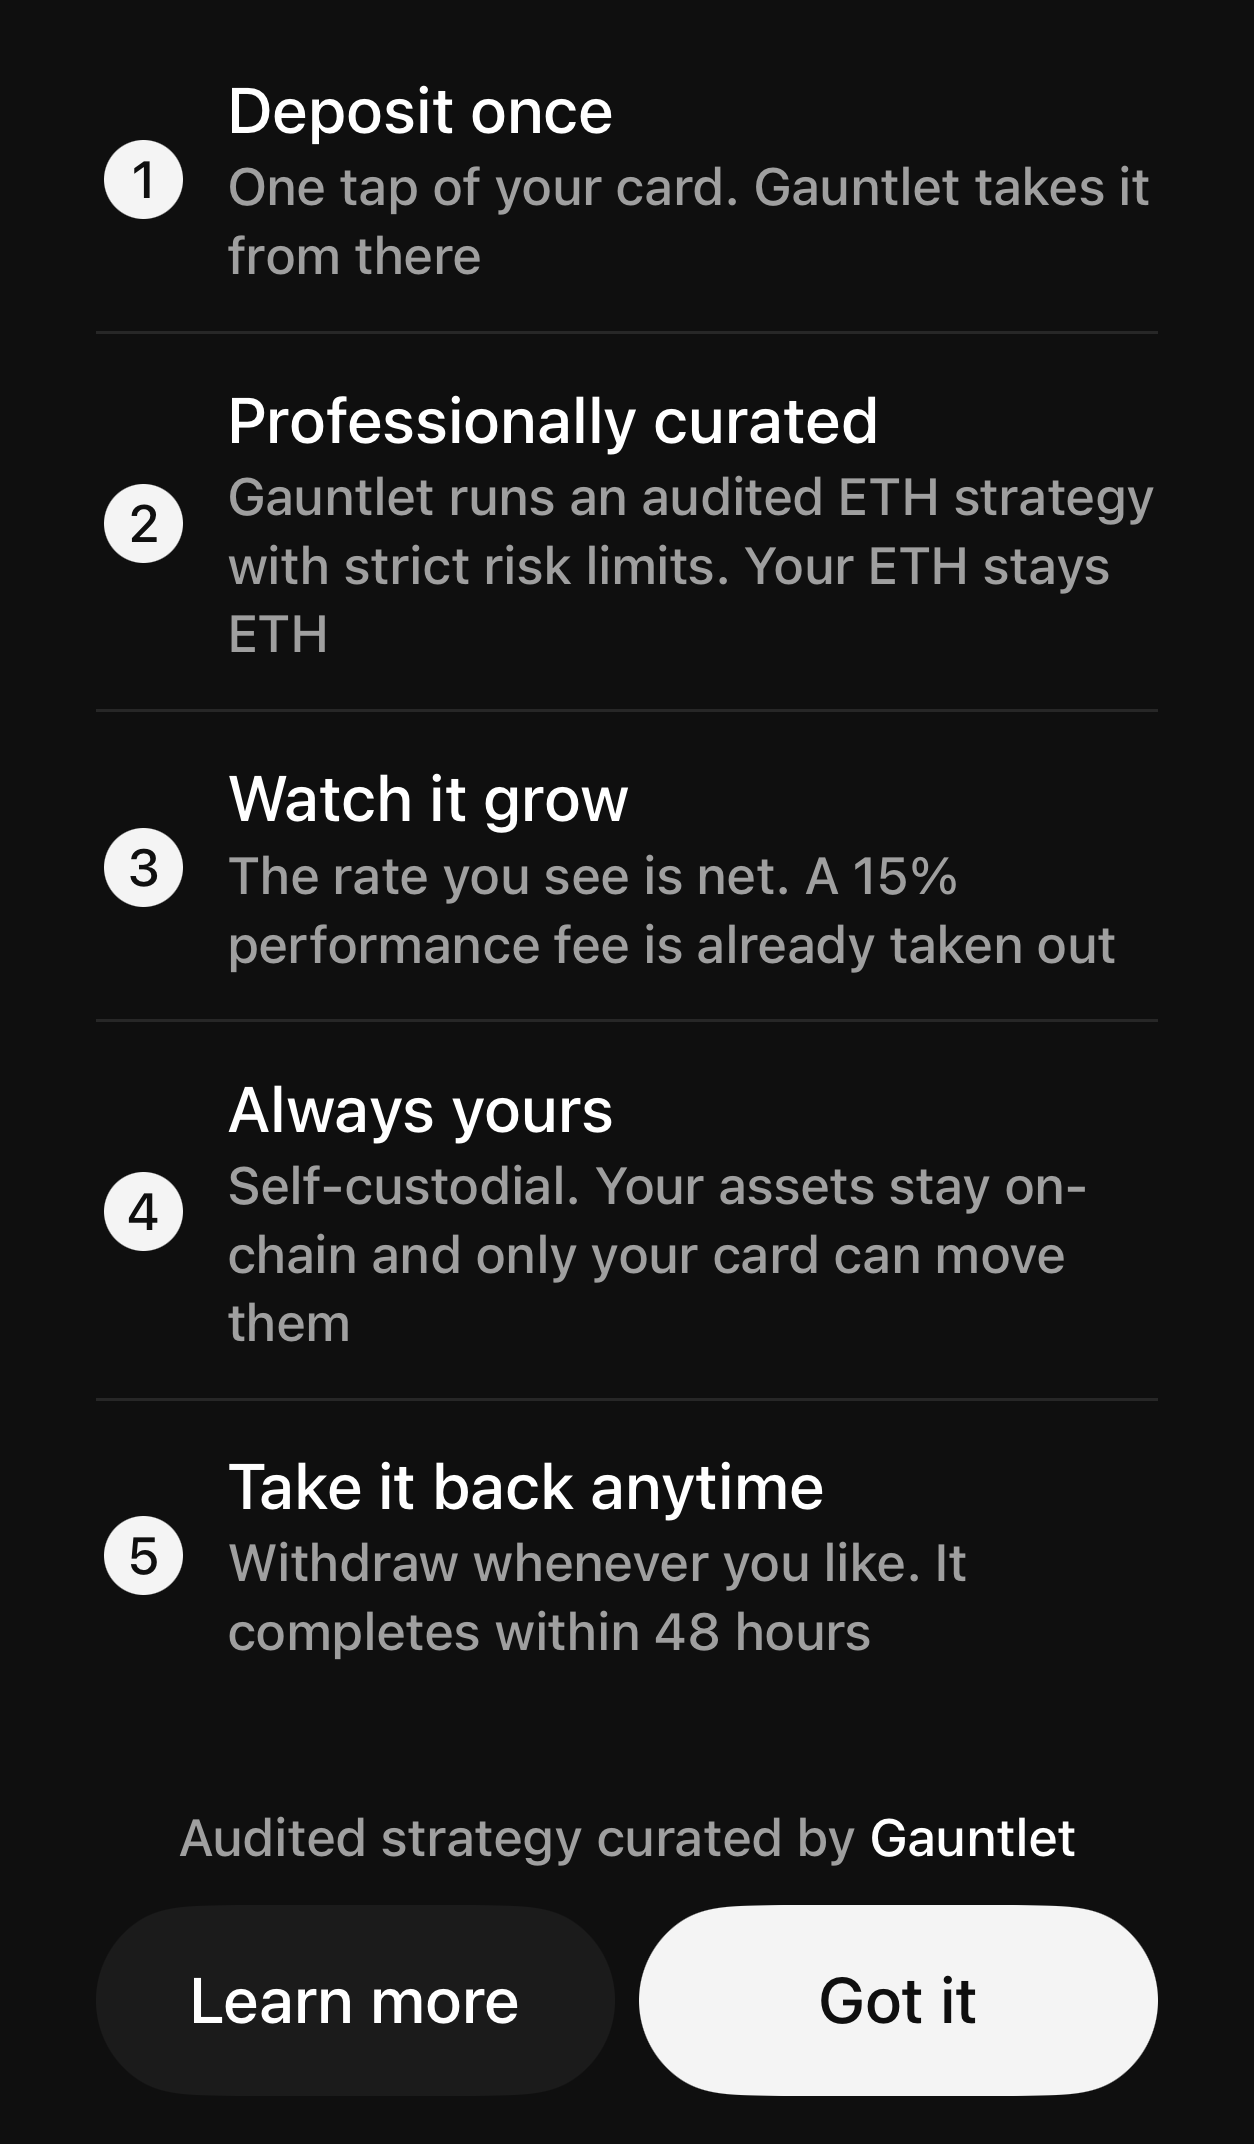 Deposit once
1
One tap of your card. Gauntlet takes it
from there
Professionally curated
2
Gauntlet runs an audited ETH strategy
with strict risk limits. Your ETH stays
ETH
Watch it grow
3
The rate you see is net. A 15%
performance fee is already taken out
Always yours
4
Self-custodial. Your assets stay on-
chain and only your card can move
them
Take it back anytime
5
Withdraw whenever you like. It
completes within 48 hours
Audited strategy curated by Gauntlet
Learn more
Got it